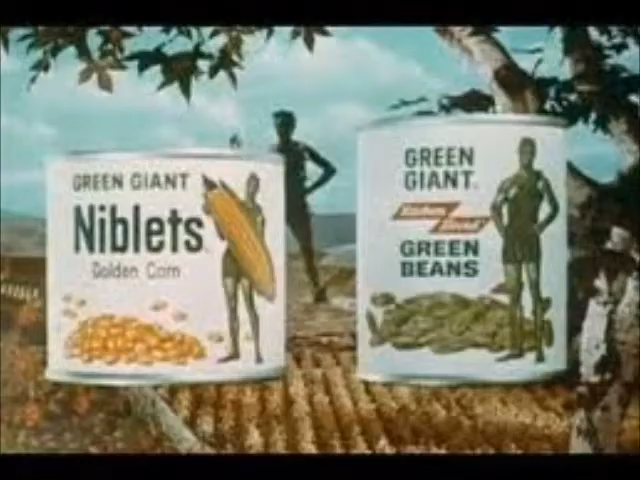 GREEN GIANT
Niblets
Golden Corn
GREEN
GIANT
GREEN
BEANS